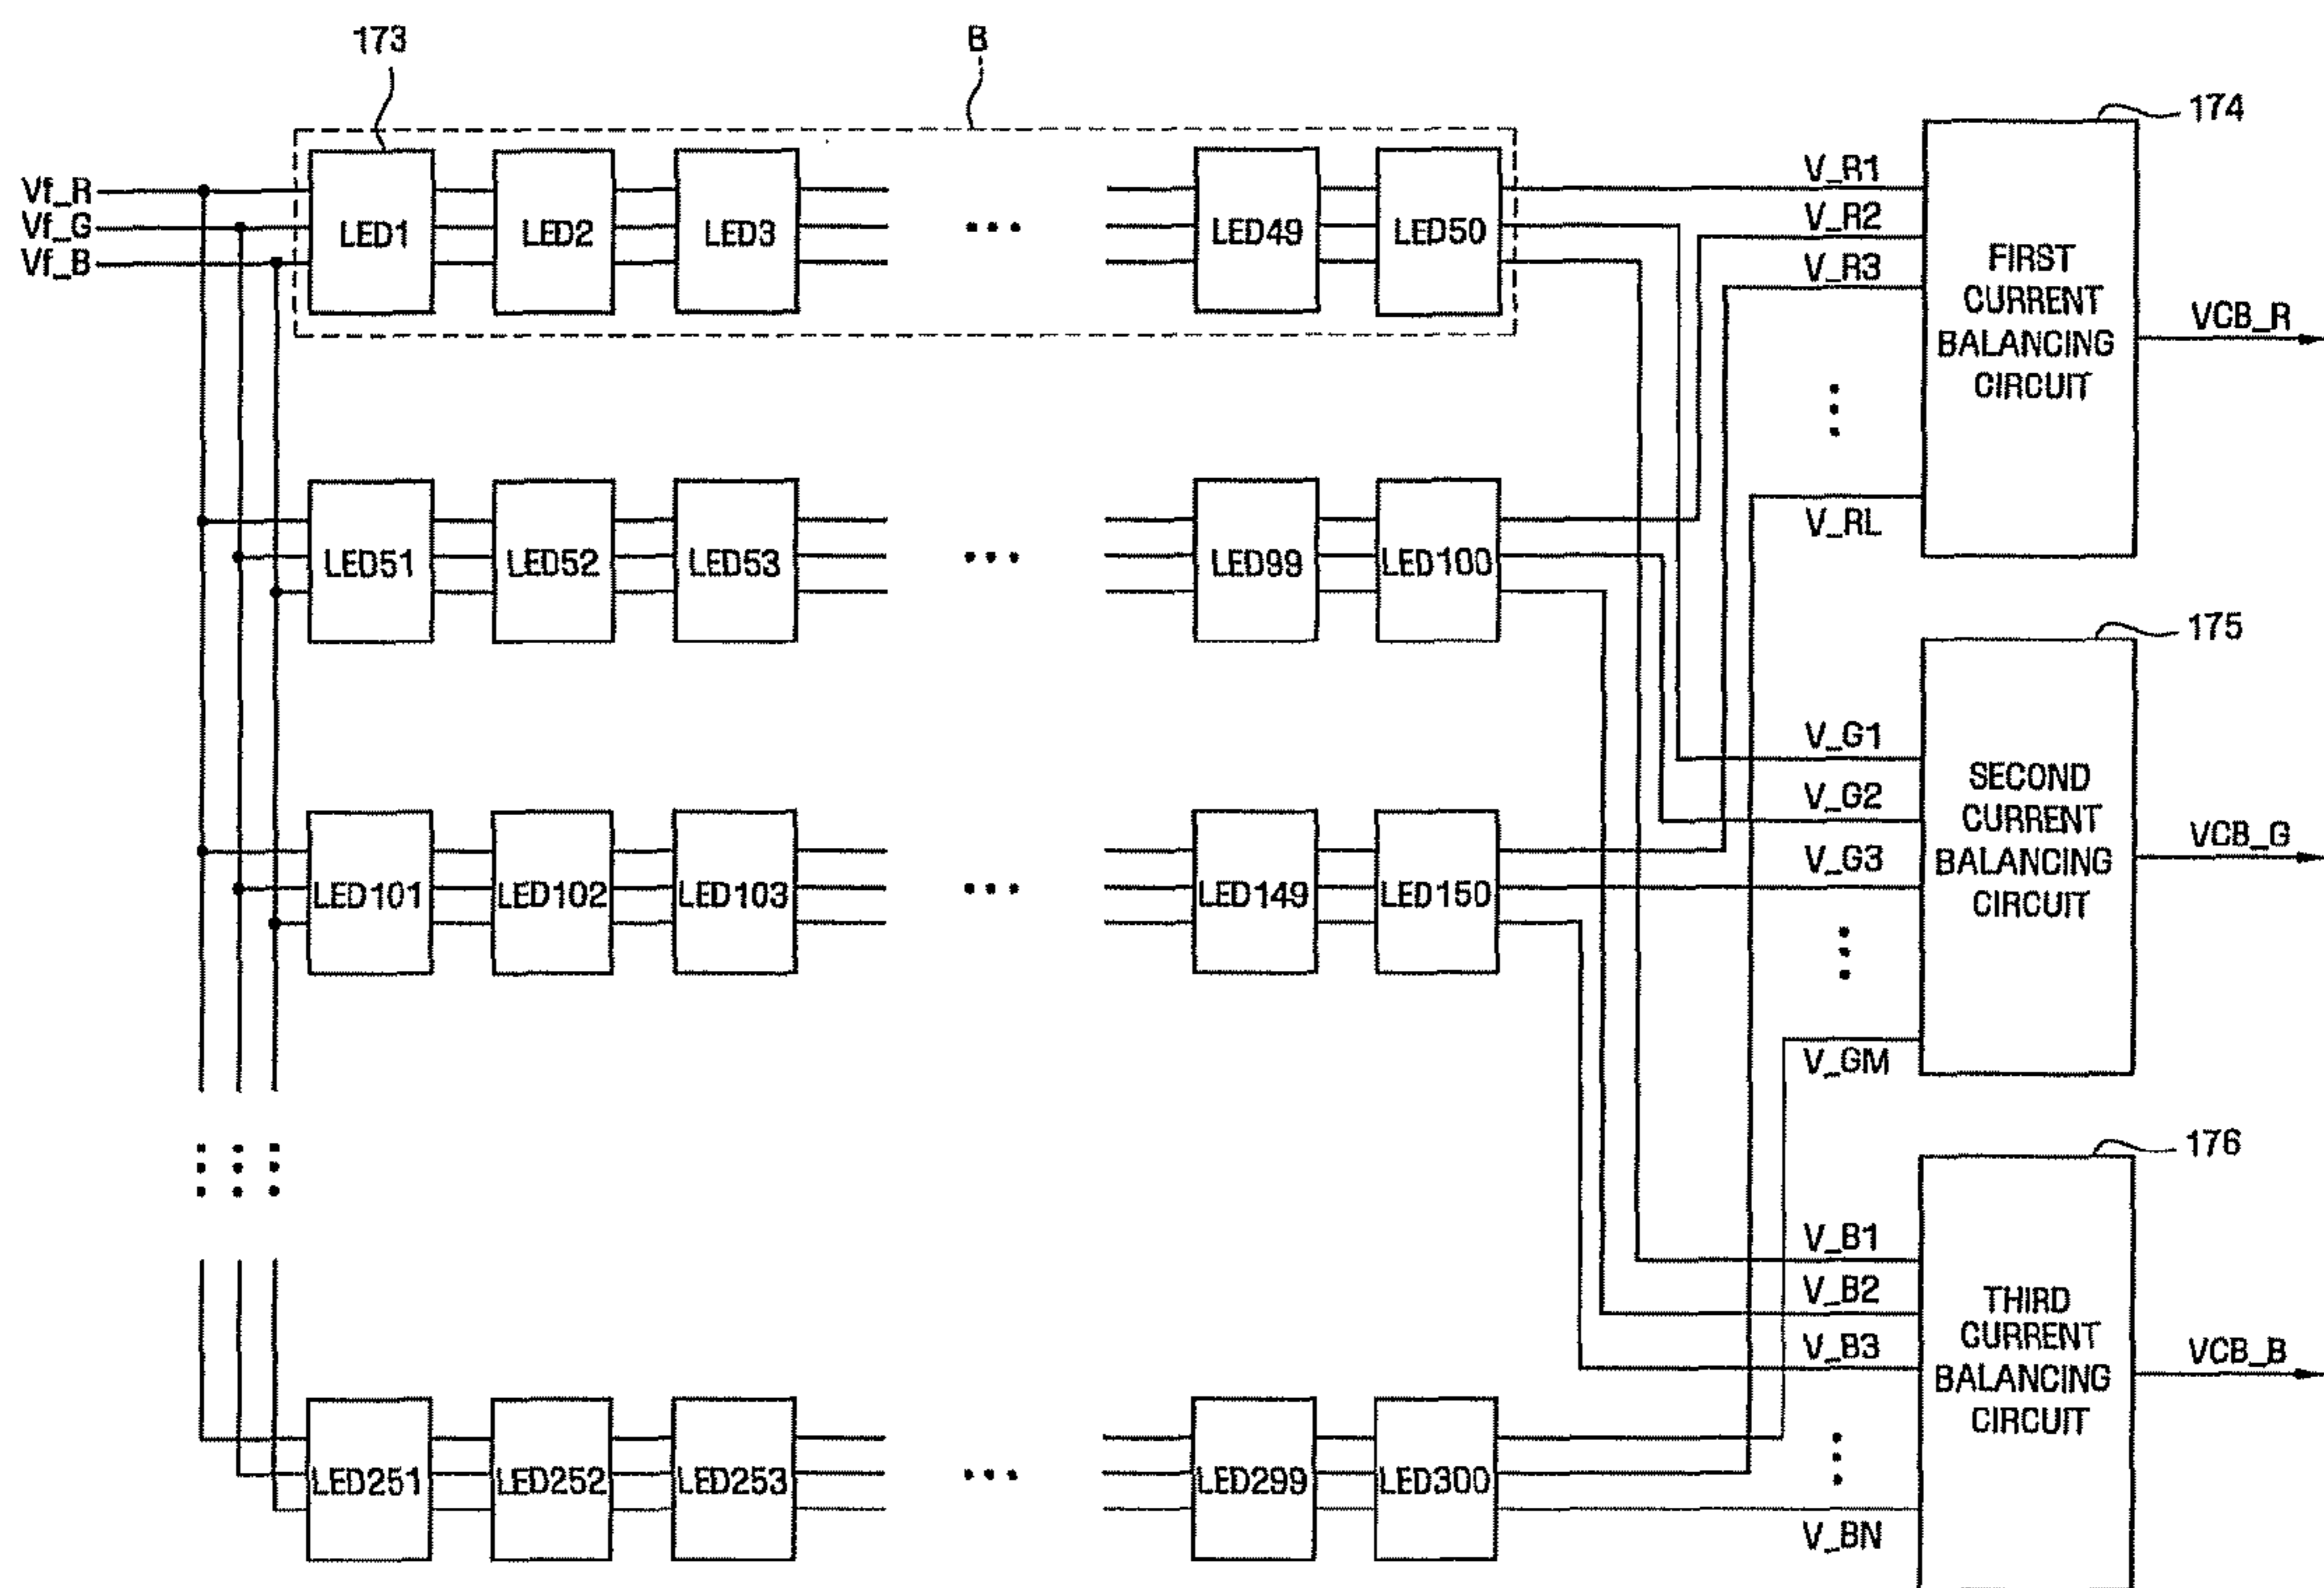 173
B
174
Vf_R
Vf_G
Vf_B
LED1
LED2
LED3
...
LED49
LED50
V_R1
V_R2
V_R3
V_RL
FIRST
CURRENT
BALANCING
CIRCUIT
VCB_R
LED51
LED52
LED53
...
LED99
LED100
175
V_G1
V_G2
V_G3
V_GM
SECOND
CURRENT
BALANCING
CIRCUIT
VCB_G
LED101
LED102
LED103
...
LED149
LED150
176
V_B1
V_B2
V_B3
V_BN
THIRD
CURRENT
BALANCING
CIRCUIT
VCB_B
LED251
LED252
LED253
...
LED299
LED300